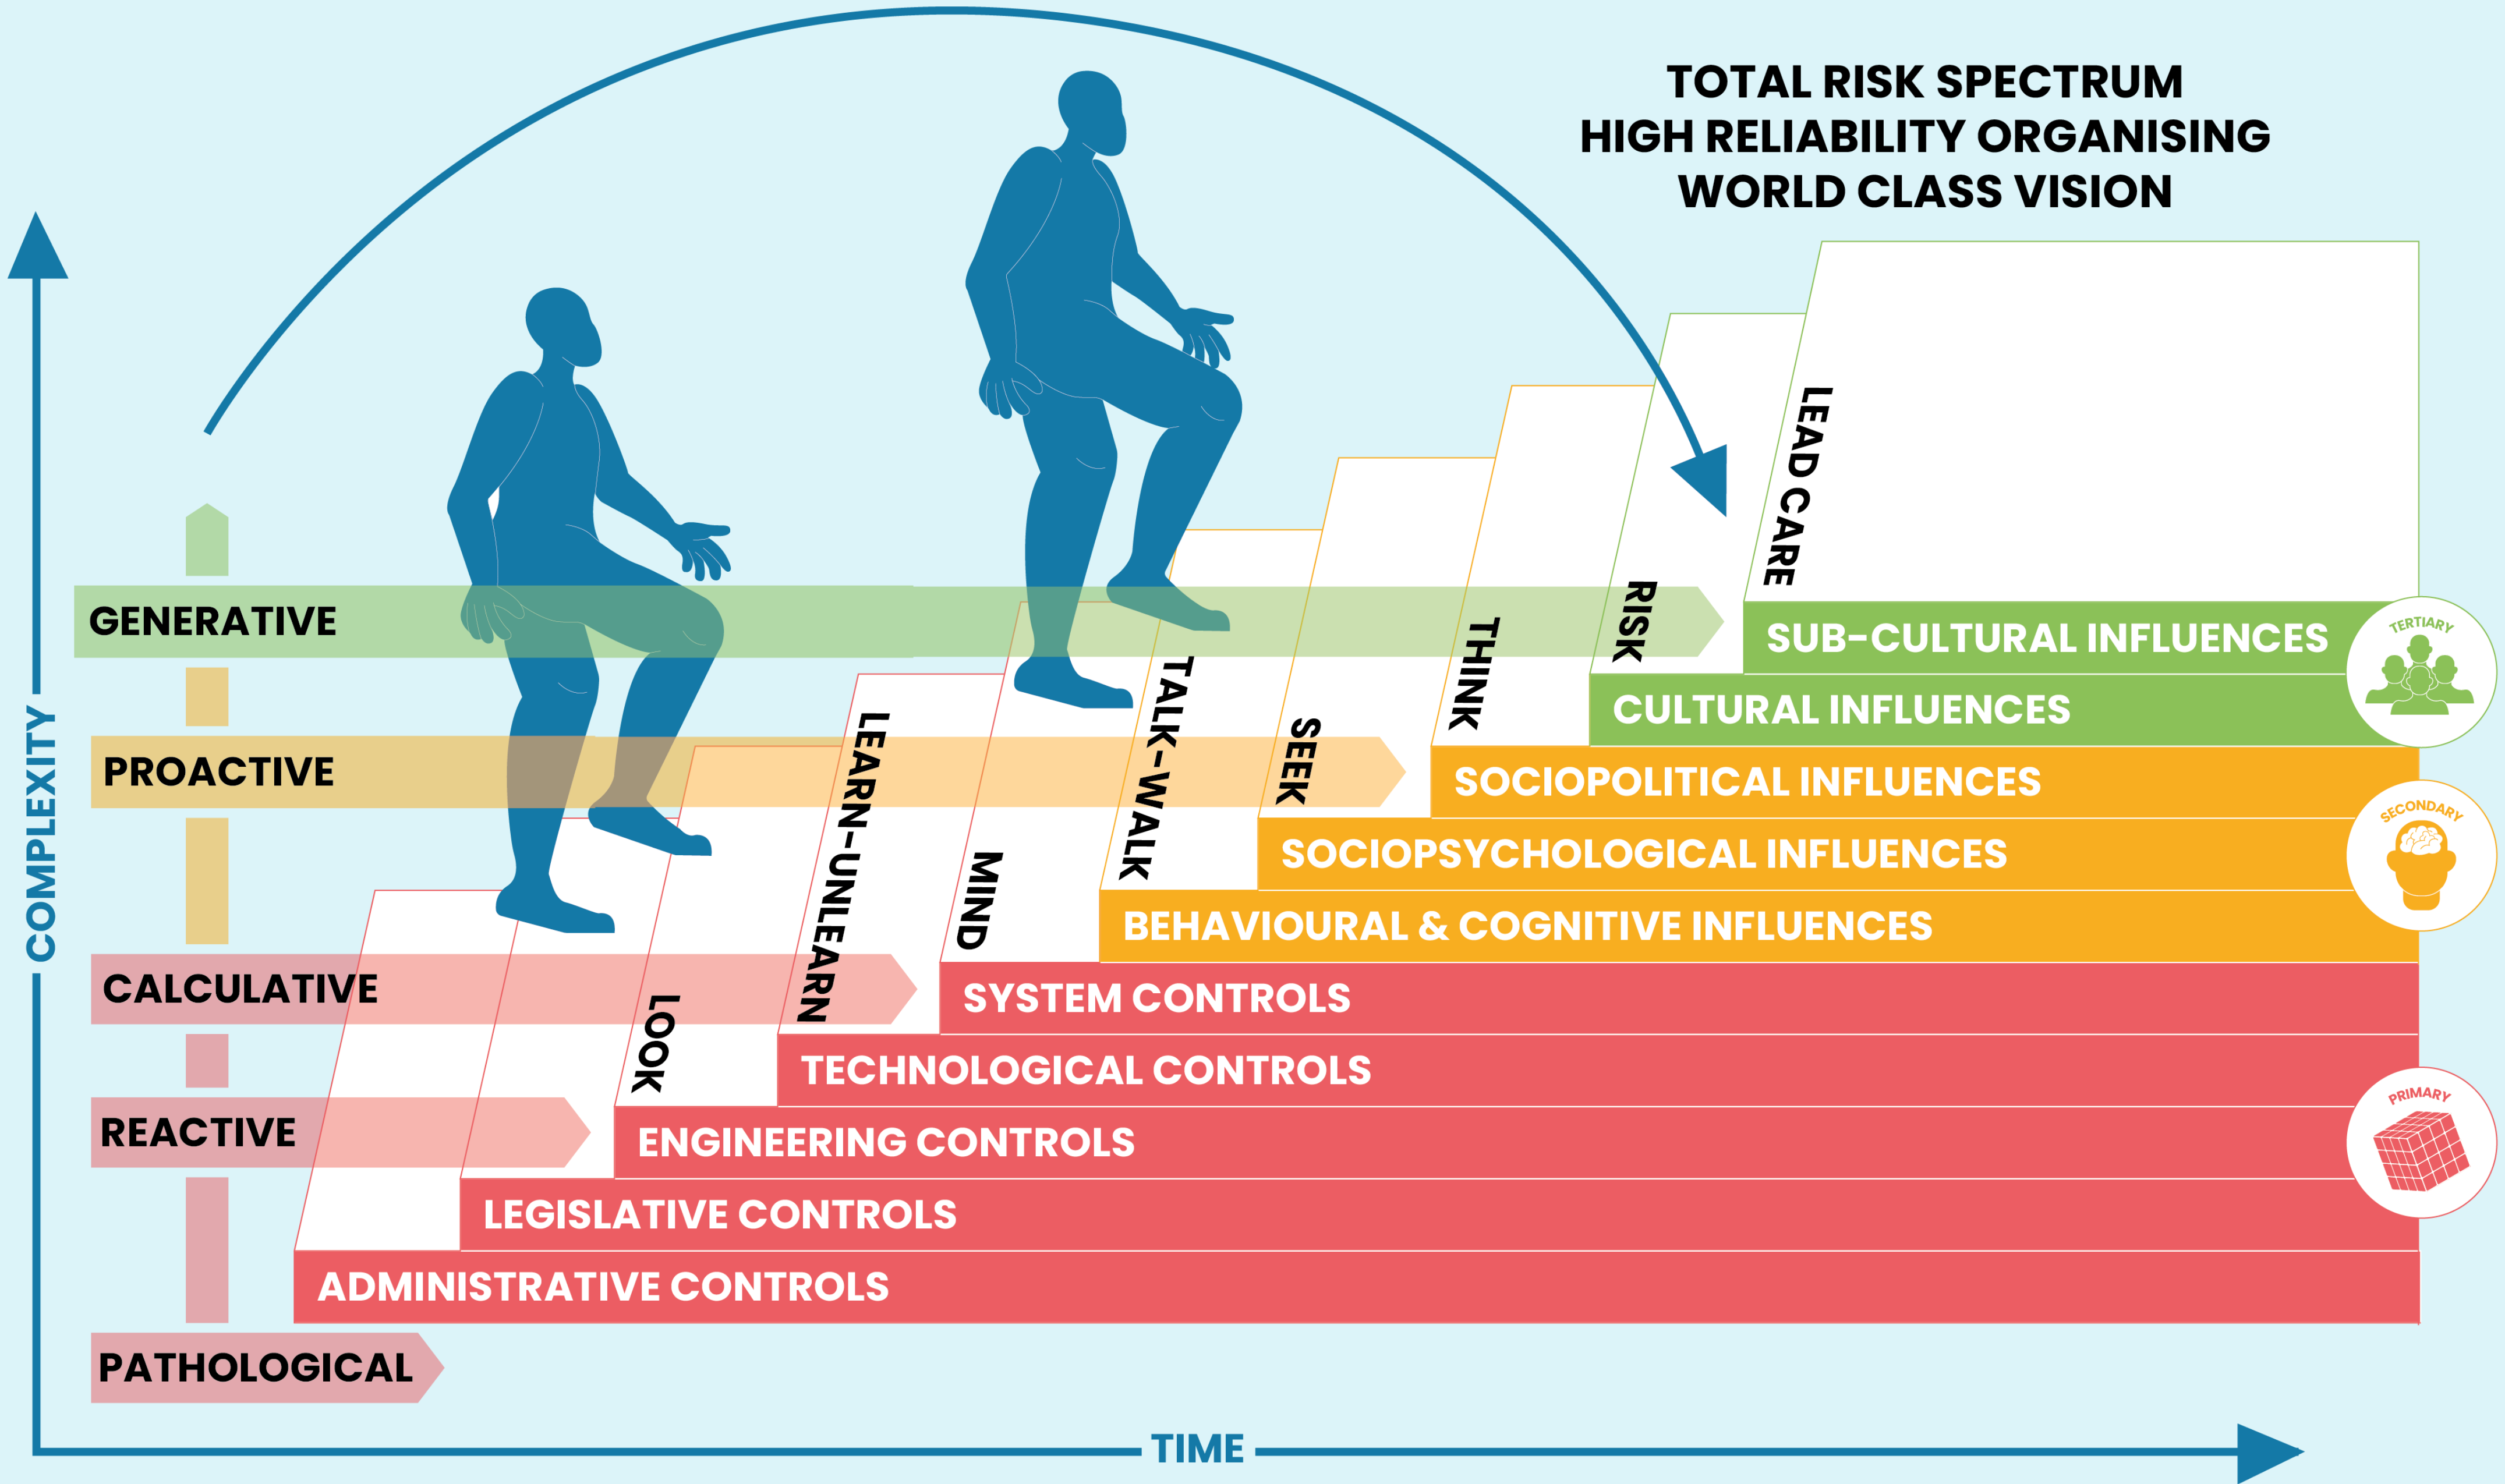 TOTAL RISK SPECTRUM
HIGH RELIABILITY ORGANISING
WORLD CLASS VISION
COMPLEXITY
TIME
GENERATIVE
PROACTIVE
CALCULATIVE
REACTIVE
PATHOLOGICAL
LEAD CARE
RISK
THINK
SEEK
TALK-WALK
MIND
LEARN-UNLEARN
LOOK
SUB-CULTURAL INFLUENCES
CULTURAL INFLUENCES
SOCIOPOLITICAL INFLUENCES
SOCIOPSYCHOLOGICAL INFLUENCES
BEHAVIOURAL & COGNITIVE INFLUENCES
SYSTEM CONTROLS
TECHNOLOGICAL CONTROLS
ENGINEERING CONTROLS
LEGISLATIVE CONTROLS
ADMINISTRATIVE CONTROLS
TERTIARY
SECONDARY
PRIMARY